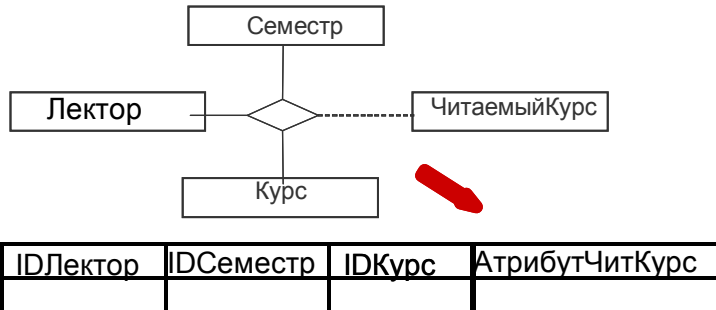 Семестр
Лектор
ЧитаемыйКурс
Курс
IDЛектор IDСеместр IDКурс АтрибутЧитКурс